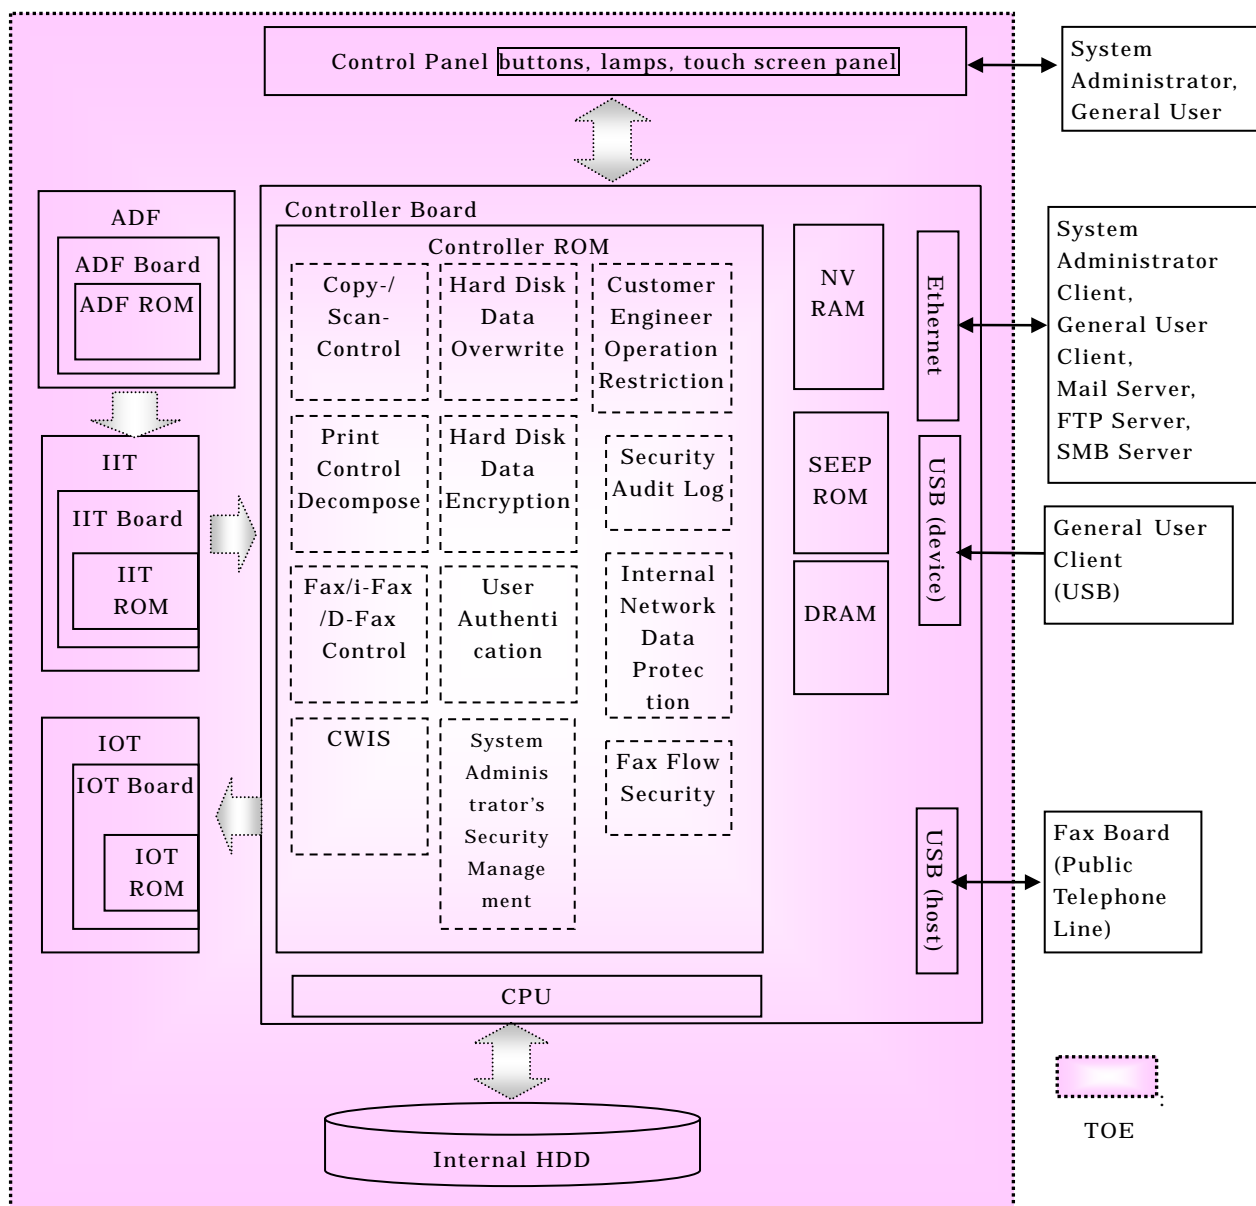 Control Panel buttons, lamps, touch screen panel
System
Administrator,
General User
ADF
ADF Board
ADF ROM
IIT
IIT Board
IIT
ROM
IOT
IOT Board
IOT
ROM
Controller Board
Controller ROM
Copy-/
Scan-
Control
Hard Disk
Data
Overwrite
Customer
Engineer
Operation
Restriction
Print
Control
Decompose
Hard Disk
Data
Encryption
Security
Audit Log
Fax/i-Fax
/D-Fax
Control
User
Authenti
cation
Internal
Network
Data
Protec
tion
CWIS
System
Adminis
trator's
Security
Manage
ment
Fax Flow
Security
CPU
NV
RAM
SEEP
ROM
DRAM
Ethernet
USB (device)
USB (host)
System
Administrator
Client,
General User
Client,
Mail Server,
FTP Server,
SMB Server
General User
Client
(USB)
Fax Board
(Public
Telephone
Line)
Internal HDD
TOE